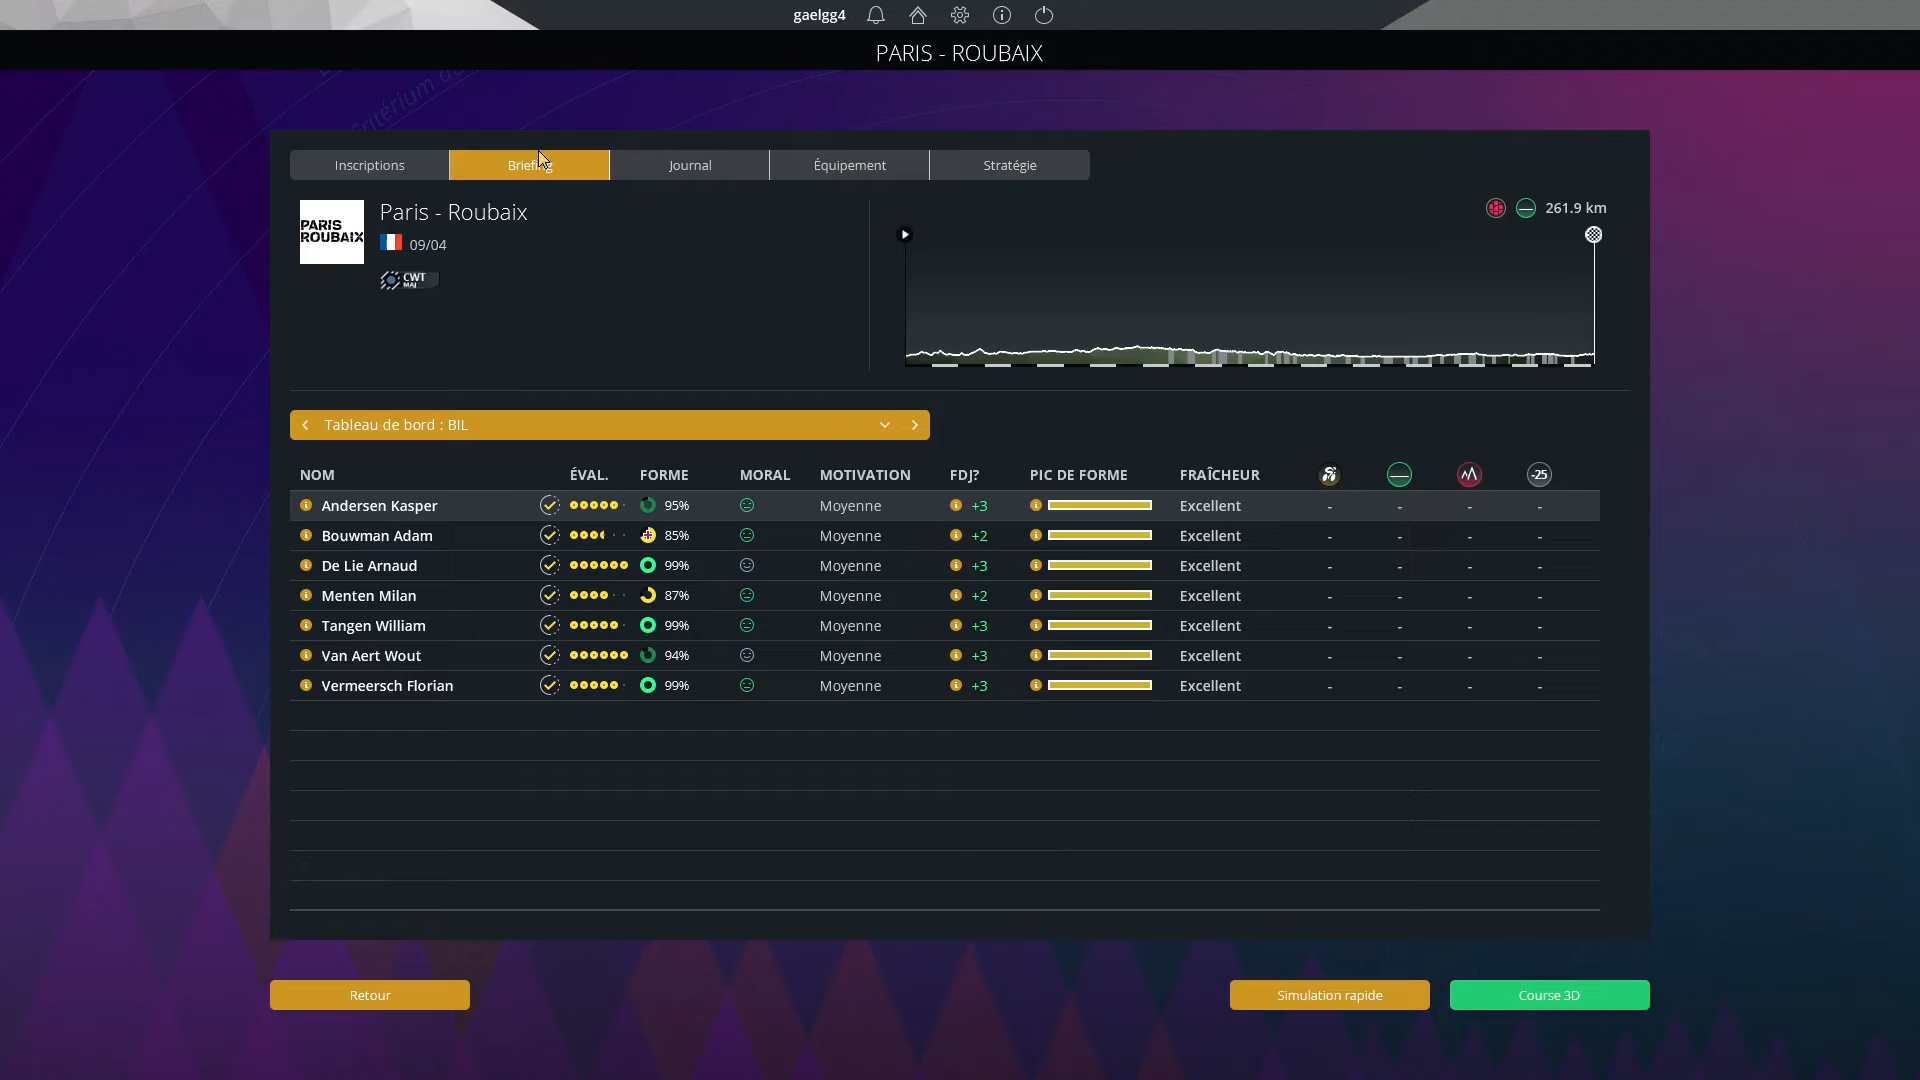 gaelgg4
PARIS - ROUBAIX
Critérium du
Inscriptions Briefing Journal Équipement Stratégie
PARIS ROUBAIX
Paris - Roubaix
09/04
CWT
MAJ
261.9 km
Tableau de bord : BIL
NOM ÉVAL. FORME MORAL MOTIVATION FDJ? PIC DE FORME FRAÎCHEUR -25
Andersen Kasper 95% Moyenne +3 Excellent - - - -
Bouwman Adam 85% Moyenne +2 Excellent - - - -
De Lie Arnaud 99% Moyenne +3 Excellent - - - -
Menten Milan 87% Moyenne +2 Excellent - - - -
Tangen William 99% Moyenne +3 Excellent - - - -
Van Aert Wout 94% Moyenne +3 Excellent - - - -
Vermeersch Florian 99% Moyenne +3 Excellent - - - -
Retour Simulation rapide Course 3D